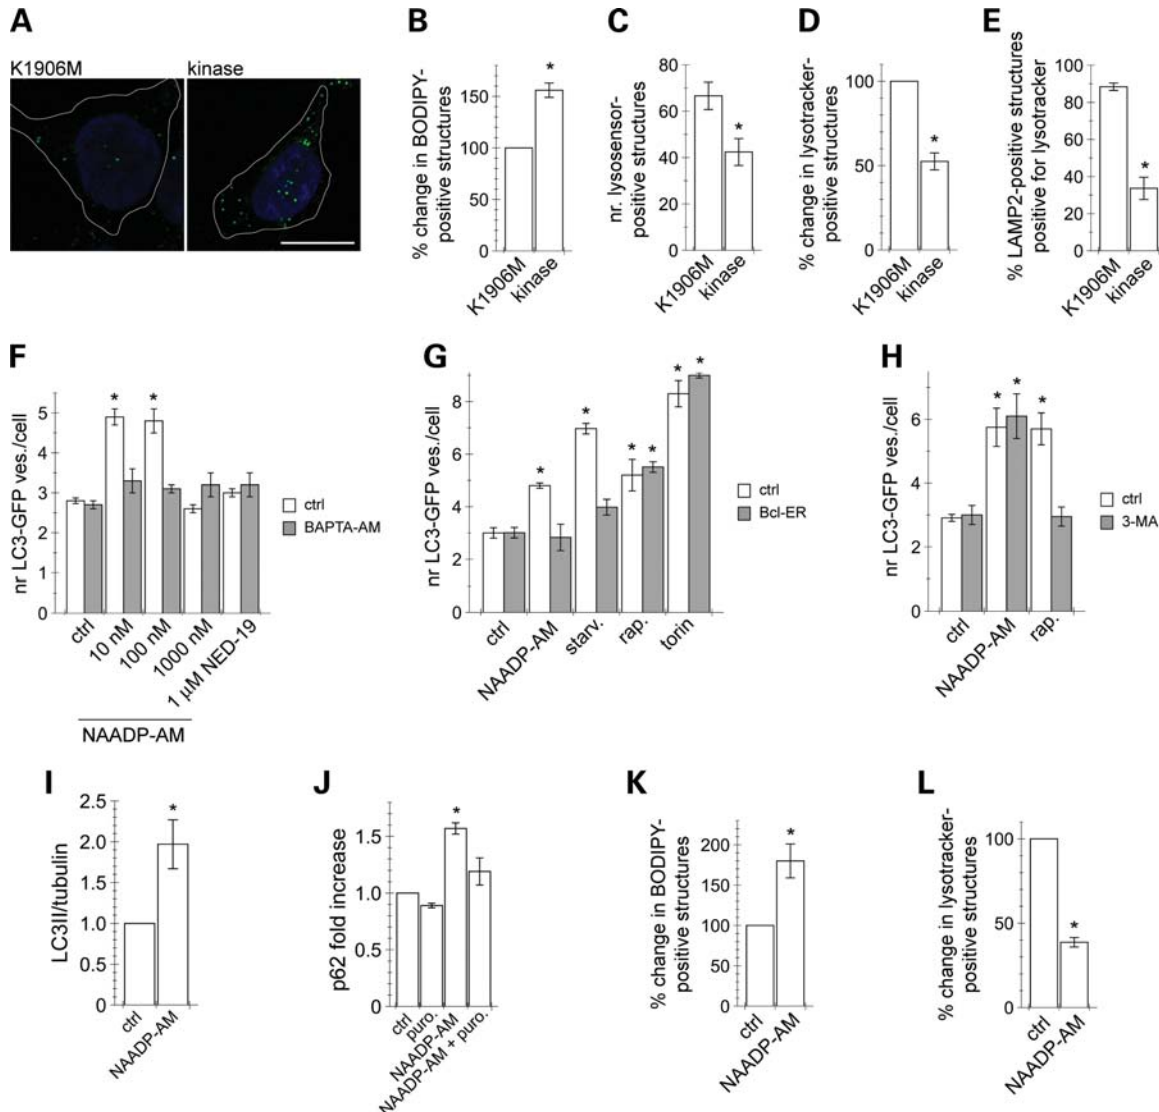 A
K1906M
kinase
B
% change in BODIPY-
positive structures
150
100
50
0
K1906M
kinase
*
C
nr. lysosensor-
positive structures
80
60
40
20
0
K1906M
kinase
*
D
% change in lysotracker-
positive structures
100
50
0
K1906M
kinase
*
E
% LAMP2-positive structures
positive for lysotracker
100
80
60
40
20
0
K1906M
kinase
*
F
nr LC3-GFP ves./cell
5
4
3
2
1
0
* *
ctrl
10 nM
100 nM
1000 nM
1 µM NED-19
NAADP-AM
ctrl
BAPTA-AM
G
nr LC3-GFP ves./cell
8
6
4
2
0
* * * * * *
ctrl
NAADP-AM
starv.
rap.
torin
ctrl
Bcl-ER
H
nr LC3-GFP ves./cell
8
6
4
2
0
* * *
ctrl
NAADP-AM
rap.
ctrl
3-MA
I
LC3II/tubulin
2.5
2.0
1.5
1.0
0.5
0
*
ctrl
NAADP-AM
J
p62 fold increase
1.5
1.0
0.5
0
*
ctrl
puro.
NAADP-AM
NAADP-AM + puro.
K
% change in BODIPY-
positive structures
200
150
100
50
0
*
ctrl
NAADP-AM
L
% change in lysotracker-
positive structures
100
50
0
*
ctrl
NAADP-AM